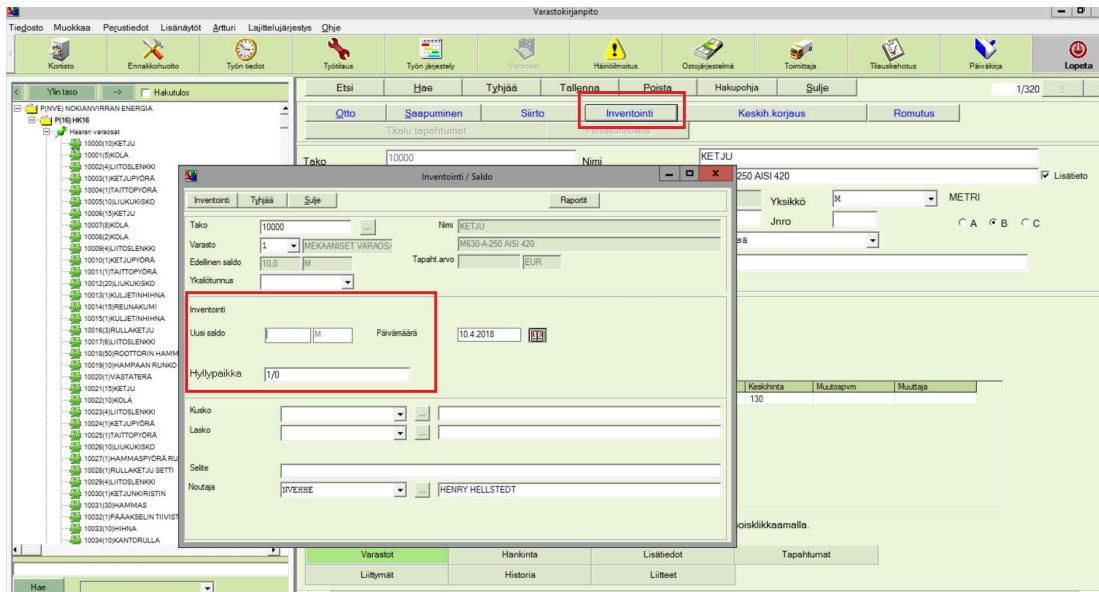 Varastokirjanpito
Tiedosto Muokkaa Perustiedot Lisänäytöt Artturi Lajittelujärjestys Ohje
Kortisto Ennakkohuolto Työn tiedot Työtilaus Työn järjestely Varaosat Häiriöilmoitus Ostojärjestelmä Toimittaja Tilauskehotus Päiväkirja Lopeta
< Ylin taso --> Hakutulos
Etsi Hae Tyhjää Tallenna Poista Hakupohja Sulje 1/320 S
Otto Saapuminen Siirto Inventointi Keskih.korjaus Romutus
Tkalu tapahtumat Peruskunnostus
P(NVE) NOKIANVIRRAN ENERGIA
P(16) HK16
Haaran varaosat
10000(10)KETJU
10001(5)KOLA
10002(4)LIITOSLENKKI
10003(1)KETJUPYÖRÄ
10004(1)TAITTOPYÖRÄ
10005(10)LIUKUKISKO
10006(15)KETJU
10007(8)KOLA
10008(2)KOLA
10009(4)LIITOSLENKKI
10010(1)KETJUPYÖRÄ
10011(1)TAITTOPYÖRÄ
10012(20)LIUKUKISKO
10013(1)KULJETINHIHNA
10014(15)REUNAKUMI
10015(1)KULJETINHIHNA
10016(3)RULLAKETJU
10017(6)LIITOSLENKKI
10018(50)ROOTTORIN HAMM
10019(10)HAMPAAN RUNKO
10020(1)VASTATERÄ
10021(15)KETJU
10022(10)KOLA
10023(4)LIITOSLENKKI
10024(1)KETJUPYÖRÄ
10025(1)TAITTOPYÖRÄ
10026(10)LIUKUKISKO
10027(1)HAMMASPYÖRÄ RU
10028(1)RULLAKETJU SETTI
10029(4)LIITOSLENKKI
10030(1)KETJUNKIRISTIN
10031(30)HAMMAS
10032(1)PÄÄAKSELIN TIIVIST
10033(10)HIHNA
10034(10)KANTORULLA
Hae
Tako 10000 Nimi KETJU
-250 AISI 420 Lisätieto
Yksikkö M METRI
Jnro A B C
Inventointi / Saldo
Inventointi Tyhjää Sulje Raportit
Tako 10000 ... Nimi KETJU
Varasto 1 MEKAANISET VARAOSA M630-A-250 AISI 420
Edellinen saldo 10,0 M Tapaht.arvo EUR
Yksilötunnus
Inventointi
Uusi saldo M Päivämäärä 10.4.2018
Hyllypaikka 1/0
Kusko ...
Lasko ...
Selite
Noutaja NVEHHE ... HENRY HELLSTEDT
Keskihinta Muutospvm Muuttaja
130
oisklikkaamalla.
Varastot Hankinta Lisätiedot Tapahtumat
Liittymät Historia Liitteet